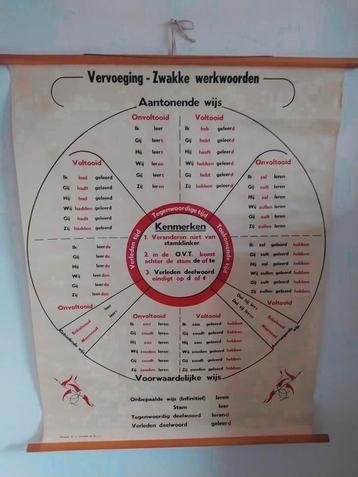 Vervoeging - Zwakke werkwoorden
Aantonende wijs
Onvoltooid
Ik leer
Gij leert
Hij leert
Wij leren
Gij leert
Zij leren
Voltooid
Ik heb geleerd
Gij hebt geleerd
Hij heeft geleerd
Wij hebben geleerd
Gij hebt geleerd
Zij hebben geleerd
Voltooid
Ik had geleerd
Gij hadt geleerd
Hij had geleerd
Wij hadden geleerd
Gij hadt geleerd
Zij hadden geleerd
Onvoltooid
Ik zal leren
Gij zult leren
Hij zal leren
Wij zullen leren
Gij zult leren
Zij zullen leren
Tegenwoordige tijd
Verleden tijd
Toekomende tijd
Kenmerken
1. Veranderen niet van
stamklinker
2. in de O.V.T. komt
achter de stam de of te
3. Verleden deelwoord
eindigt op d of t
Ik leerde
Gij leerde
Hij leerde
Wij leerden
Gij leerde
Zij leerden
Ik zal geleerd hebben
Gij zult geleerd hebben
Hij zal geleerd hebben
Wij zullen geleerd hebben
Gij zult geleerd hebben
Zij zullen geleerd hebben
Onvoltooid
Voltooid
Onvoltooid
Ik zou leren
Gij zoudt leren
Hij zou leren
Wij zouden leren
Gij zoudt leren
Zij zouden leren
Voltooid
Ik zou geleerd hebben
Gij zoudt geleerd hebben
Hij zou geleerd hebben
Wij zouden geleerd hebben
Gij zoudt geleerd hebben
Zij zouden geleerd hebben
Voorwaardelijke wijs
Onbepaalde wijs (Infinitief) leren
Stam leer
Tegenwoordig deelwoord lerend
Verleden deelwoord geleerd